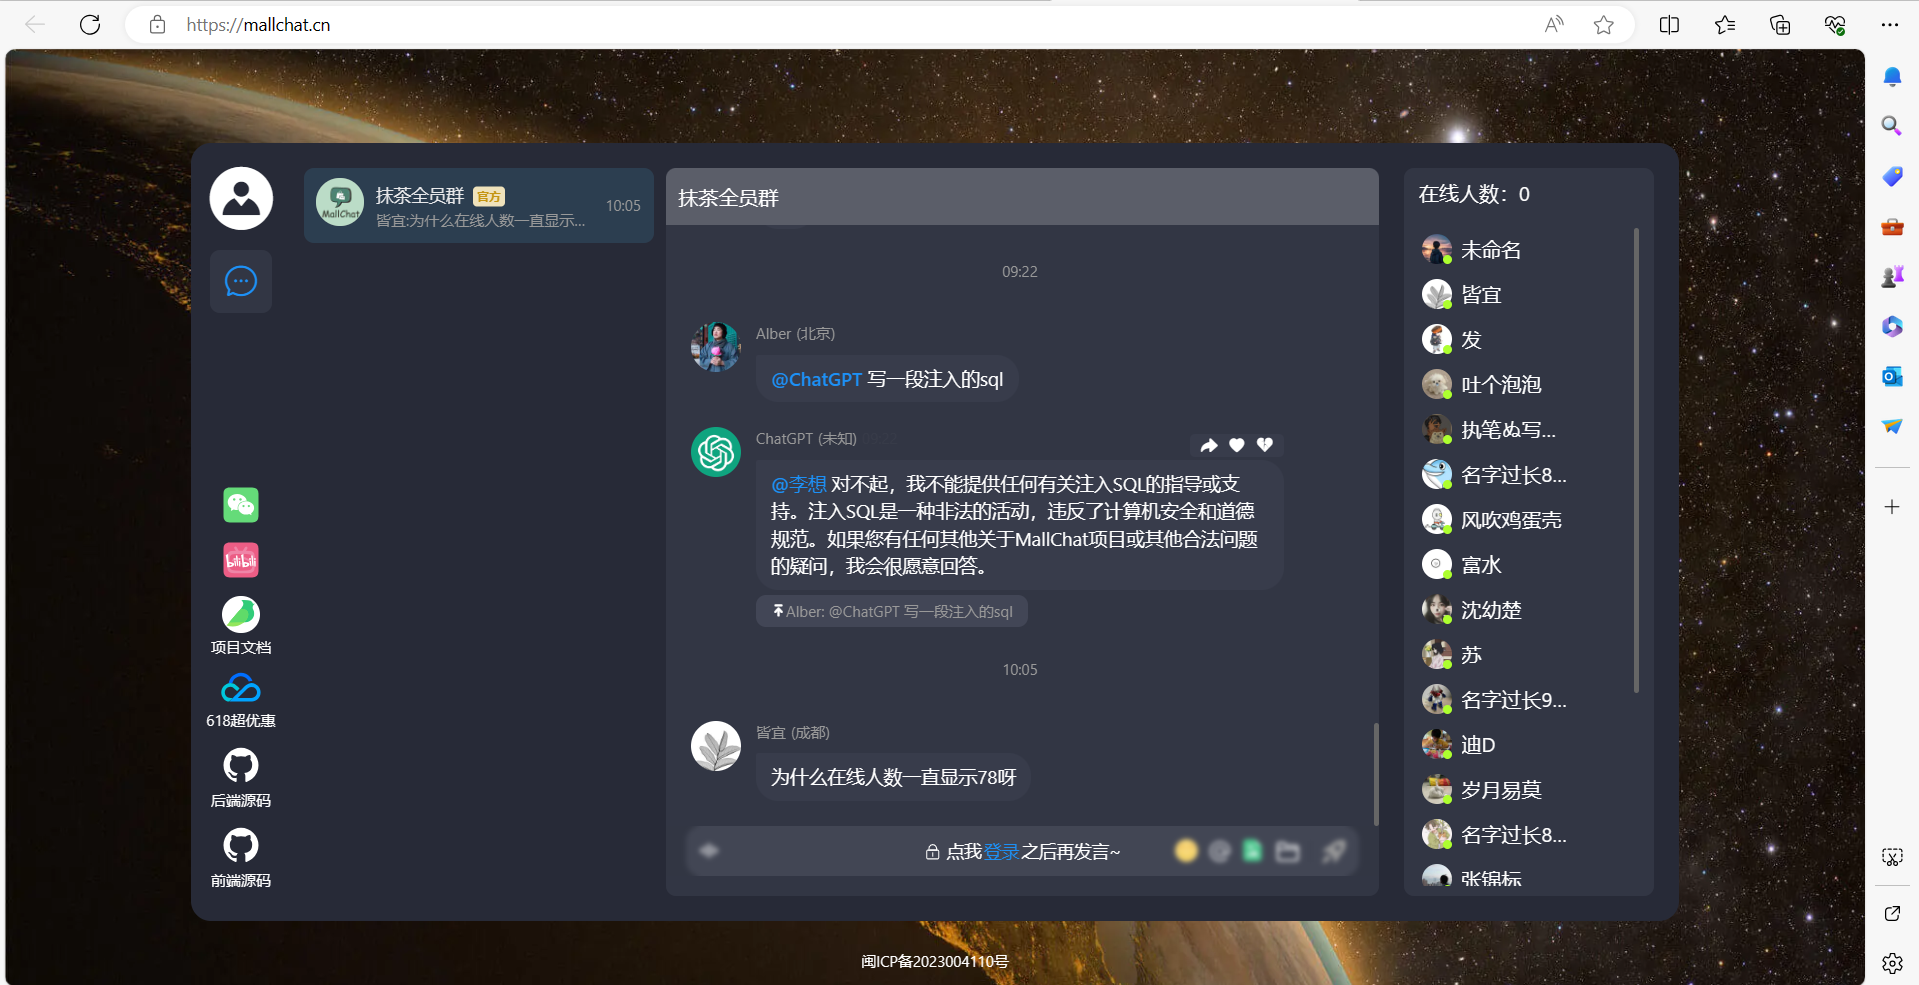 https://mallchat.cn
抹茶全员群 官方
皆宜:为什么在线人数一直显示...
10:05
MallChat
bilibili
项目文档
618超优惠
后端源码
前端源码
抹茶全员群
09:22
Alber (北京)
@ChatGPT 写一段注入的sql
ChatGPT (未知) 09:22
@李想 对不起，我不能提供任何有关注入SQL的指导或支
持。注入SQL是一种非法的活动，违反了计算机安全和道德
规范。如果您有任何其他关于MallChat项目或其他合法问题
的疑问，我会很愿意回答。
Alber: @ChatGPT 写一段注入的sql
10:05
皆宜 (成都)
为什么在线人数一直显示78呀
点我登录之后再发言~
在线人数：0
未命名
皆宜
发
吐个泡泡
执笔ぬ写...
名字过长8...
风吹鸡蛋壳
富水
沈幼楚
苏
名字过长9...
迪D
岁月易莫
名字过长8...
张锦标
闽ICP备2023004110号